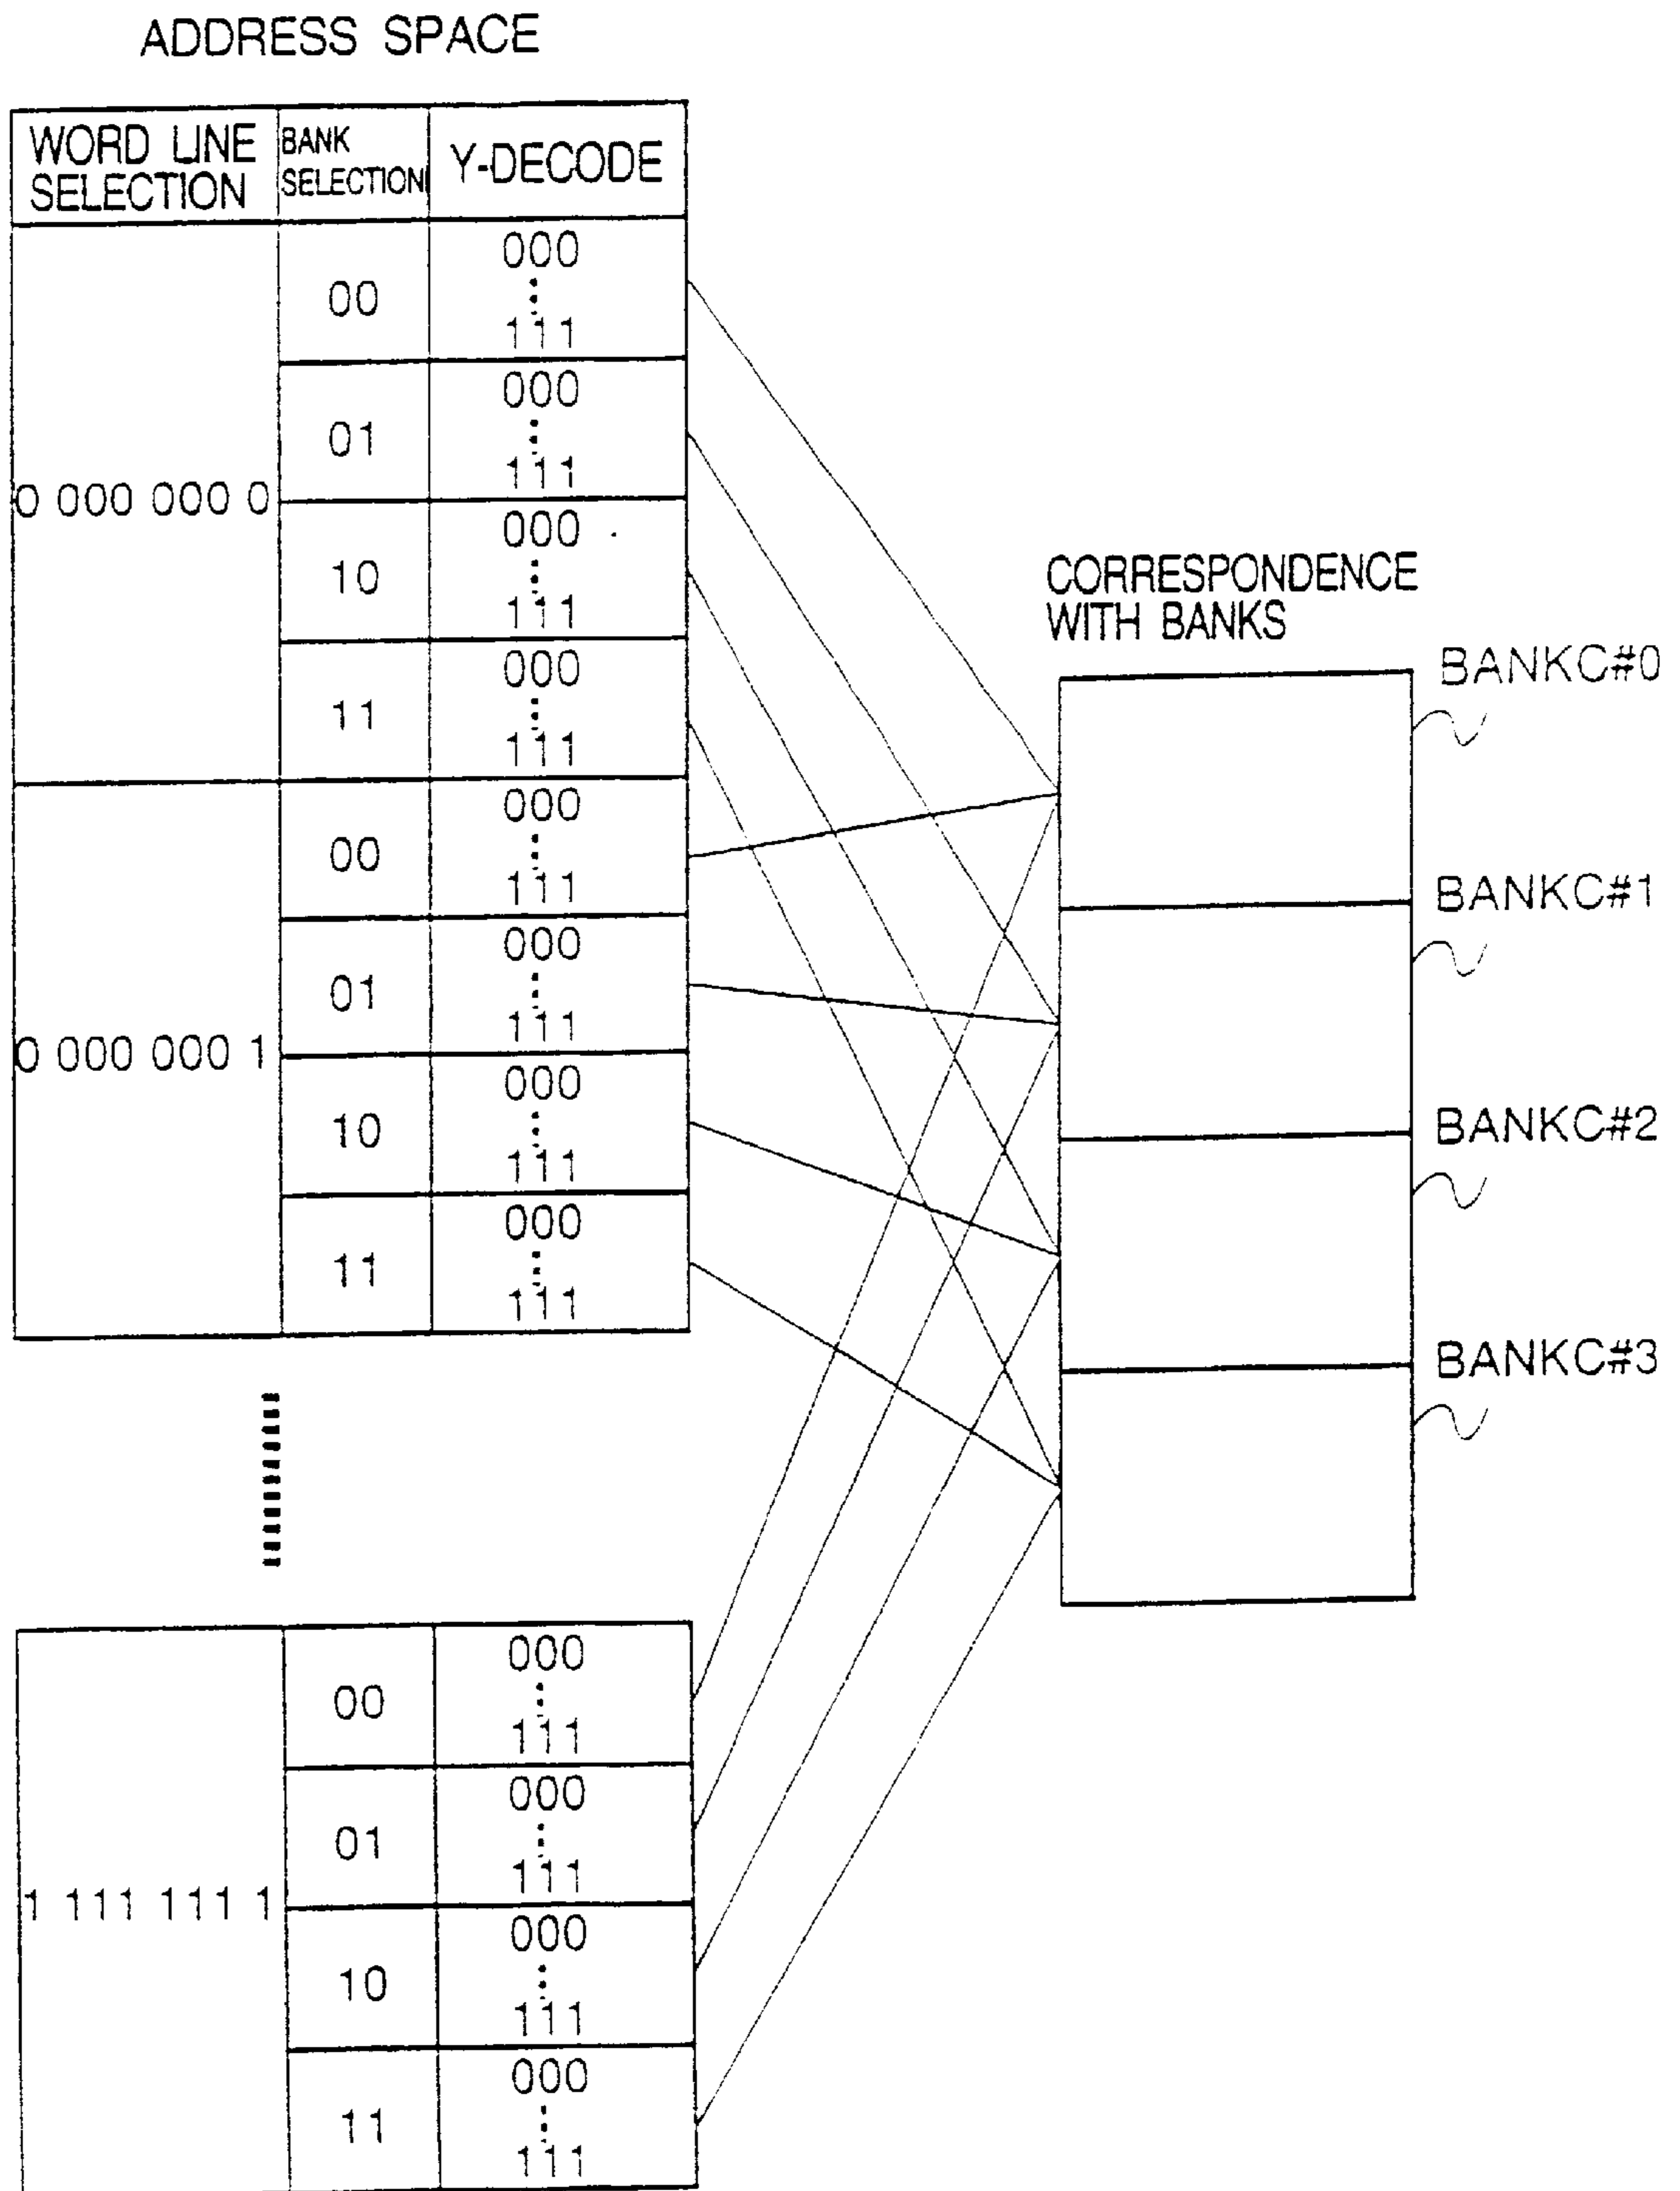 ADDRESS SPACE
WORD LINE SELECTION
BANK SELECTION
Y-DECODE
0 000 000 0
00
000
111
01
000
111
10
000
111
11
000
111
0 000 000 1
00
000
111
01
000
111
10
000
111
11
000
111
1 111 111 1
00
000
111
01
000
111
10
000
111
11
000
111
CORRESPONDENCE
WITH BANKS
BANKC#0
BANKC#1
BANKC#2
BANKC#3